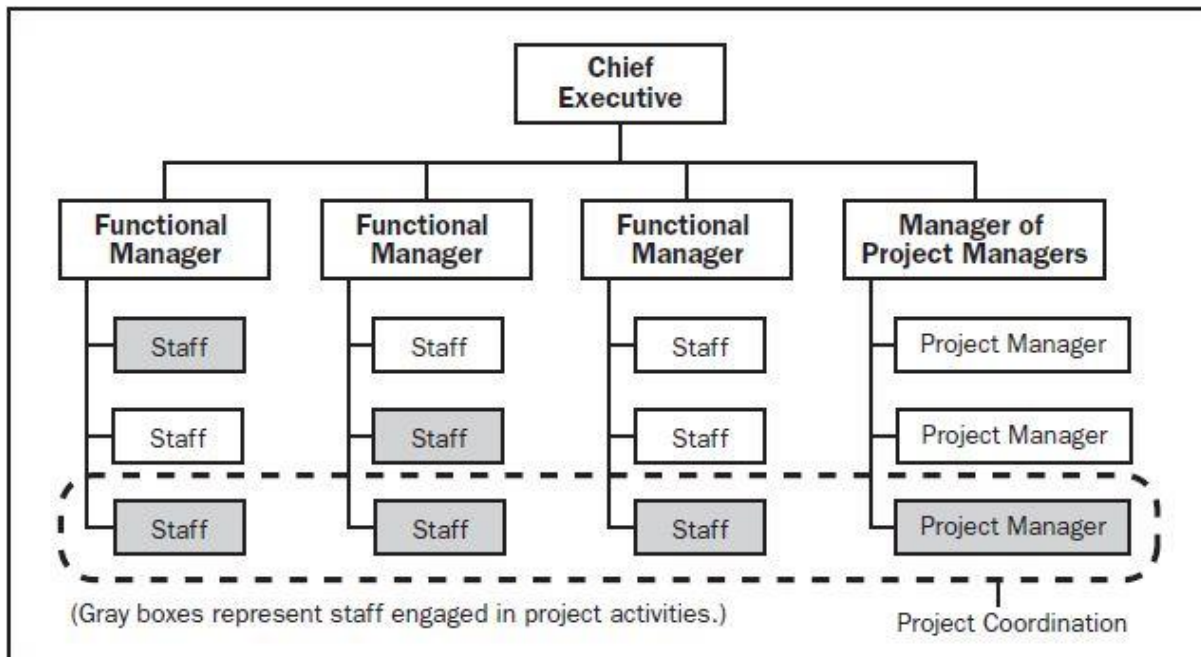 Chief
Executive
Functional
Manager
Functional
Manager
Functional
Manager
Manager of
Project Managers
Staff
Staff
Staff
Project Manager
Staff
Staff
Staff
Project Manager
Staff
Staff
Staff
Project Manager
(Gray boxes represent staff engaged in project activities.)
Project Coordination